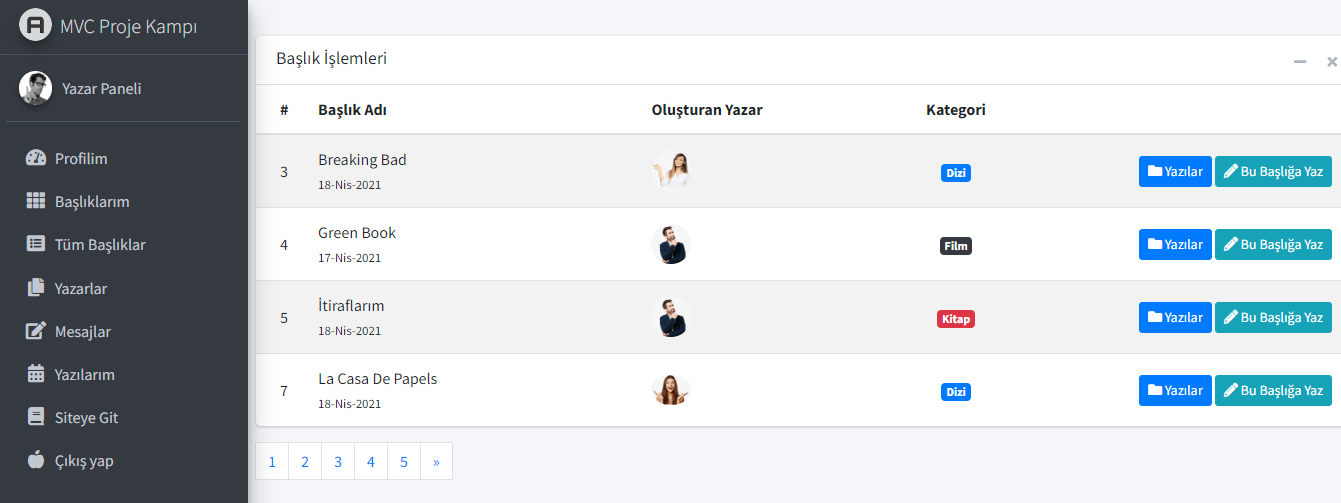 MVC Proje Kampı
Yazar Paneli
Profilim
Başlıklarım
Tüm Başlıklar
Yazarlar
Mesajlar
Yazılarım
Siteye Git
Çıkış yap
Başlık İşlemleri
# Başlık Adı Oluşturan Yazar Kategori
3 Breaking Bad Dizi Yazılar Bu Başlığa Yaz
18-Nis-2021
4 Green Book Film Yazılar Bu Başlığa Yaz
17-Nis-2021
5 İtiraflarım Kitap Yazılar Bu Başlığa Yaz
18-Nis-2021
7 La Casa De Papels Dizi Yazılar Bu Başlığa Yaz
18-Nis-2021
1 2 3 4 5 »